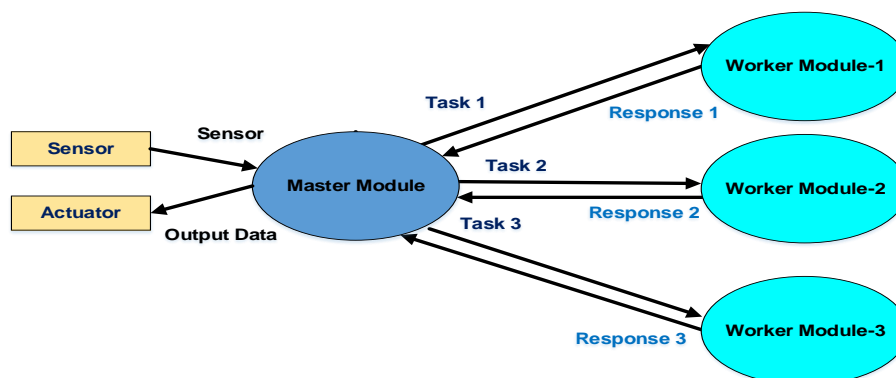 Worker Module-1
Task 1
Response 1
Sensor
Sensor
Master Module
Task 2
Worker Module-2
Actuator
Response 2
Output Data
Task 3
Response 3
Worker Module-3